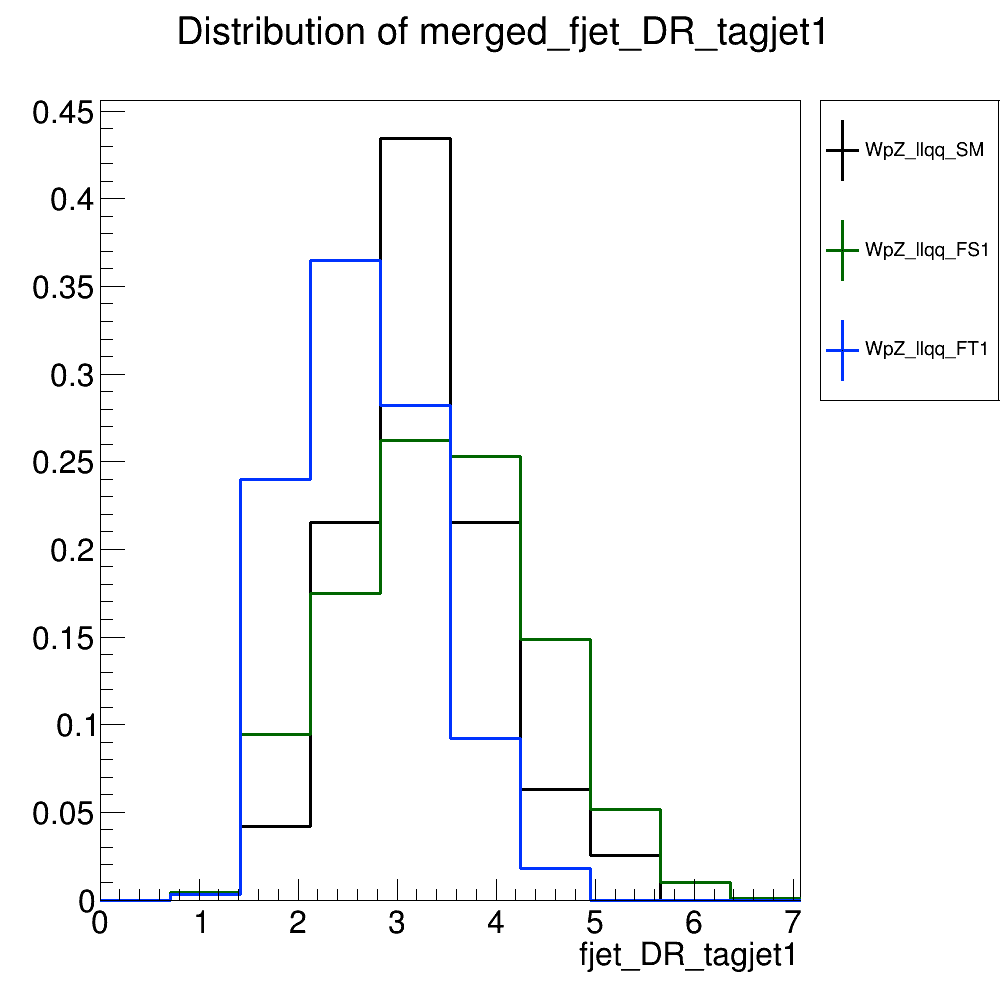 Distribution of merged_fjet_DR_tagjet1
0.45
0.4
0.35
0.3
0.25
0.2
0.15
0.1
0.05
0
0 1 2 3 4 5 6 7
fjet_DR_tagjet1
WpZ_llqq_SM
WpZ_llqq_FS1
WpZ_llqq_FT1